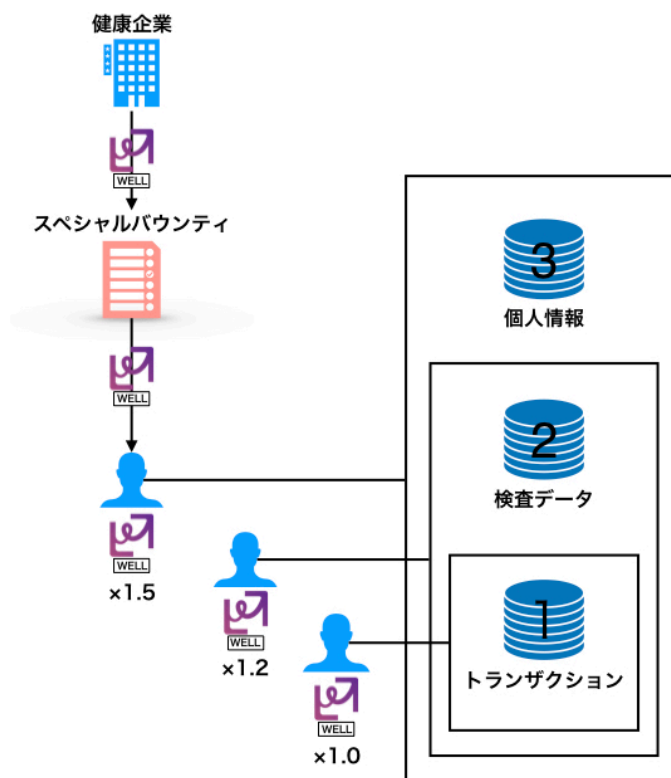 健康企業
WELL
スペシャルバウンティ
WELL
3
個人情報
2
検査データ
WELL
×1.5
WELL
×1.2
1
トランザクション
WELL
×1.0